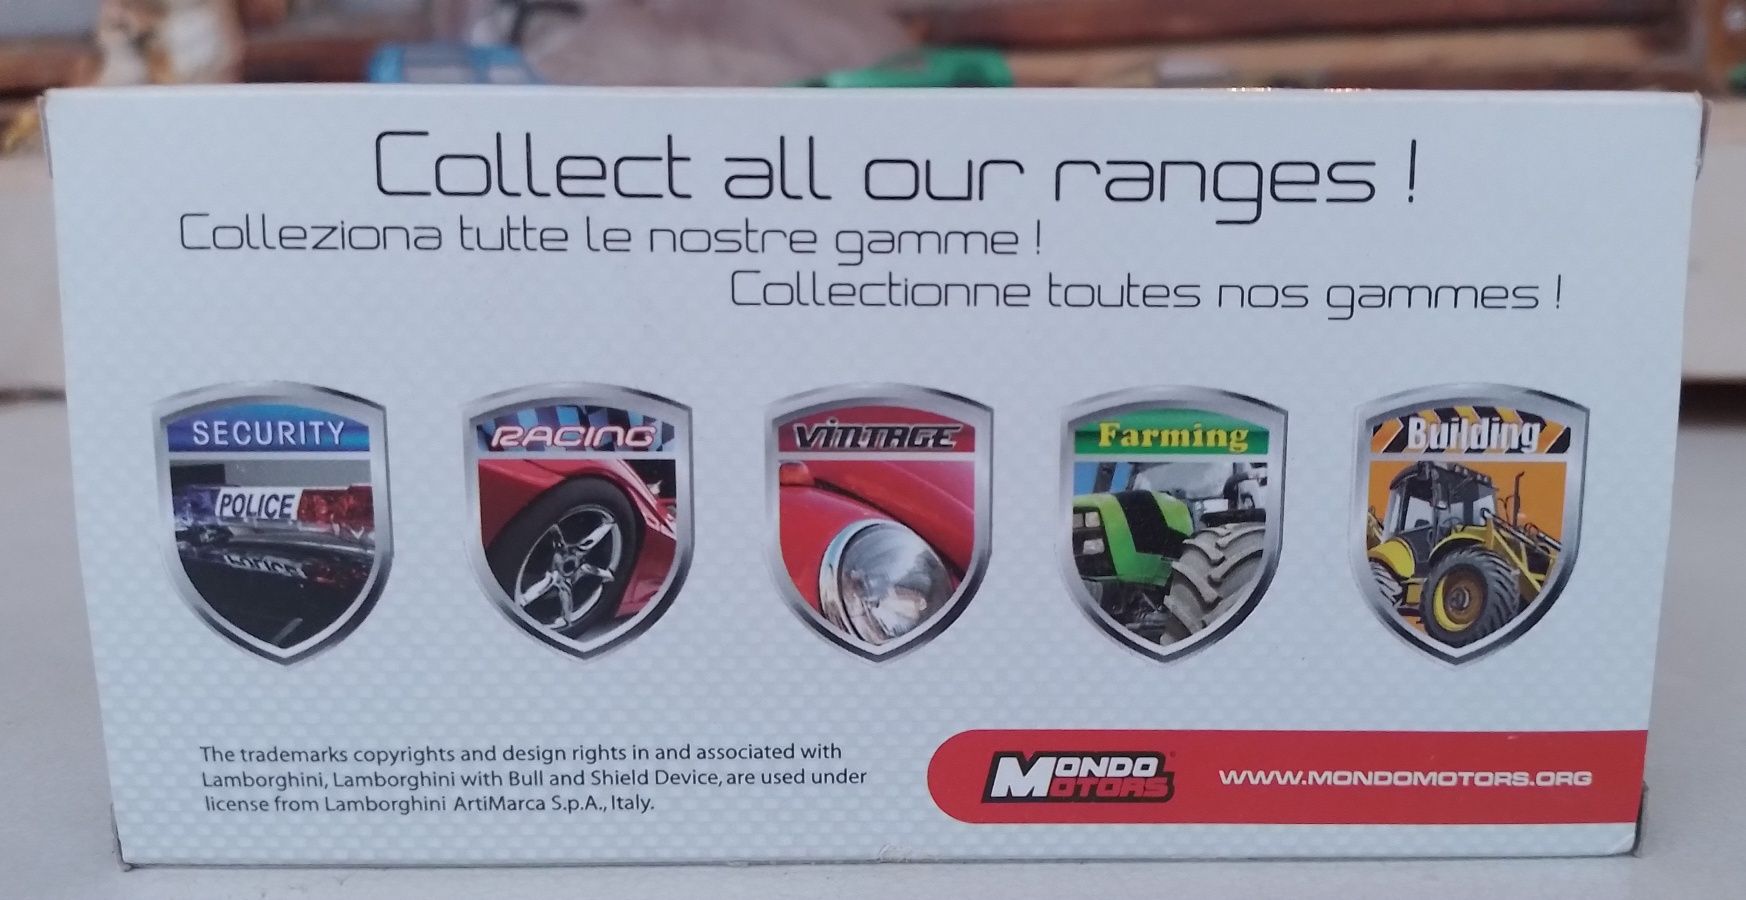 Collect all our ranges !
Colleziona tutte le nostre gamme !
Collectionne toutes nos gammes !
SECURITY
POLICE
POLICE
RACING
VINTAGE
Farming
Building
The trademarks copyrights and design rights in and associated with
Lamborghini, Lamborghini with Bull and Shield Device, are used under
license from Lamborghini ArtiMarca S.p.A., Italy.
MONDO
MOTORS
WWW.MONDOMOTORS.ORG